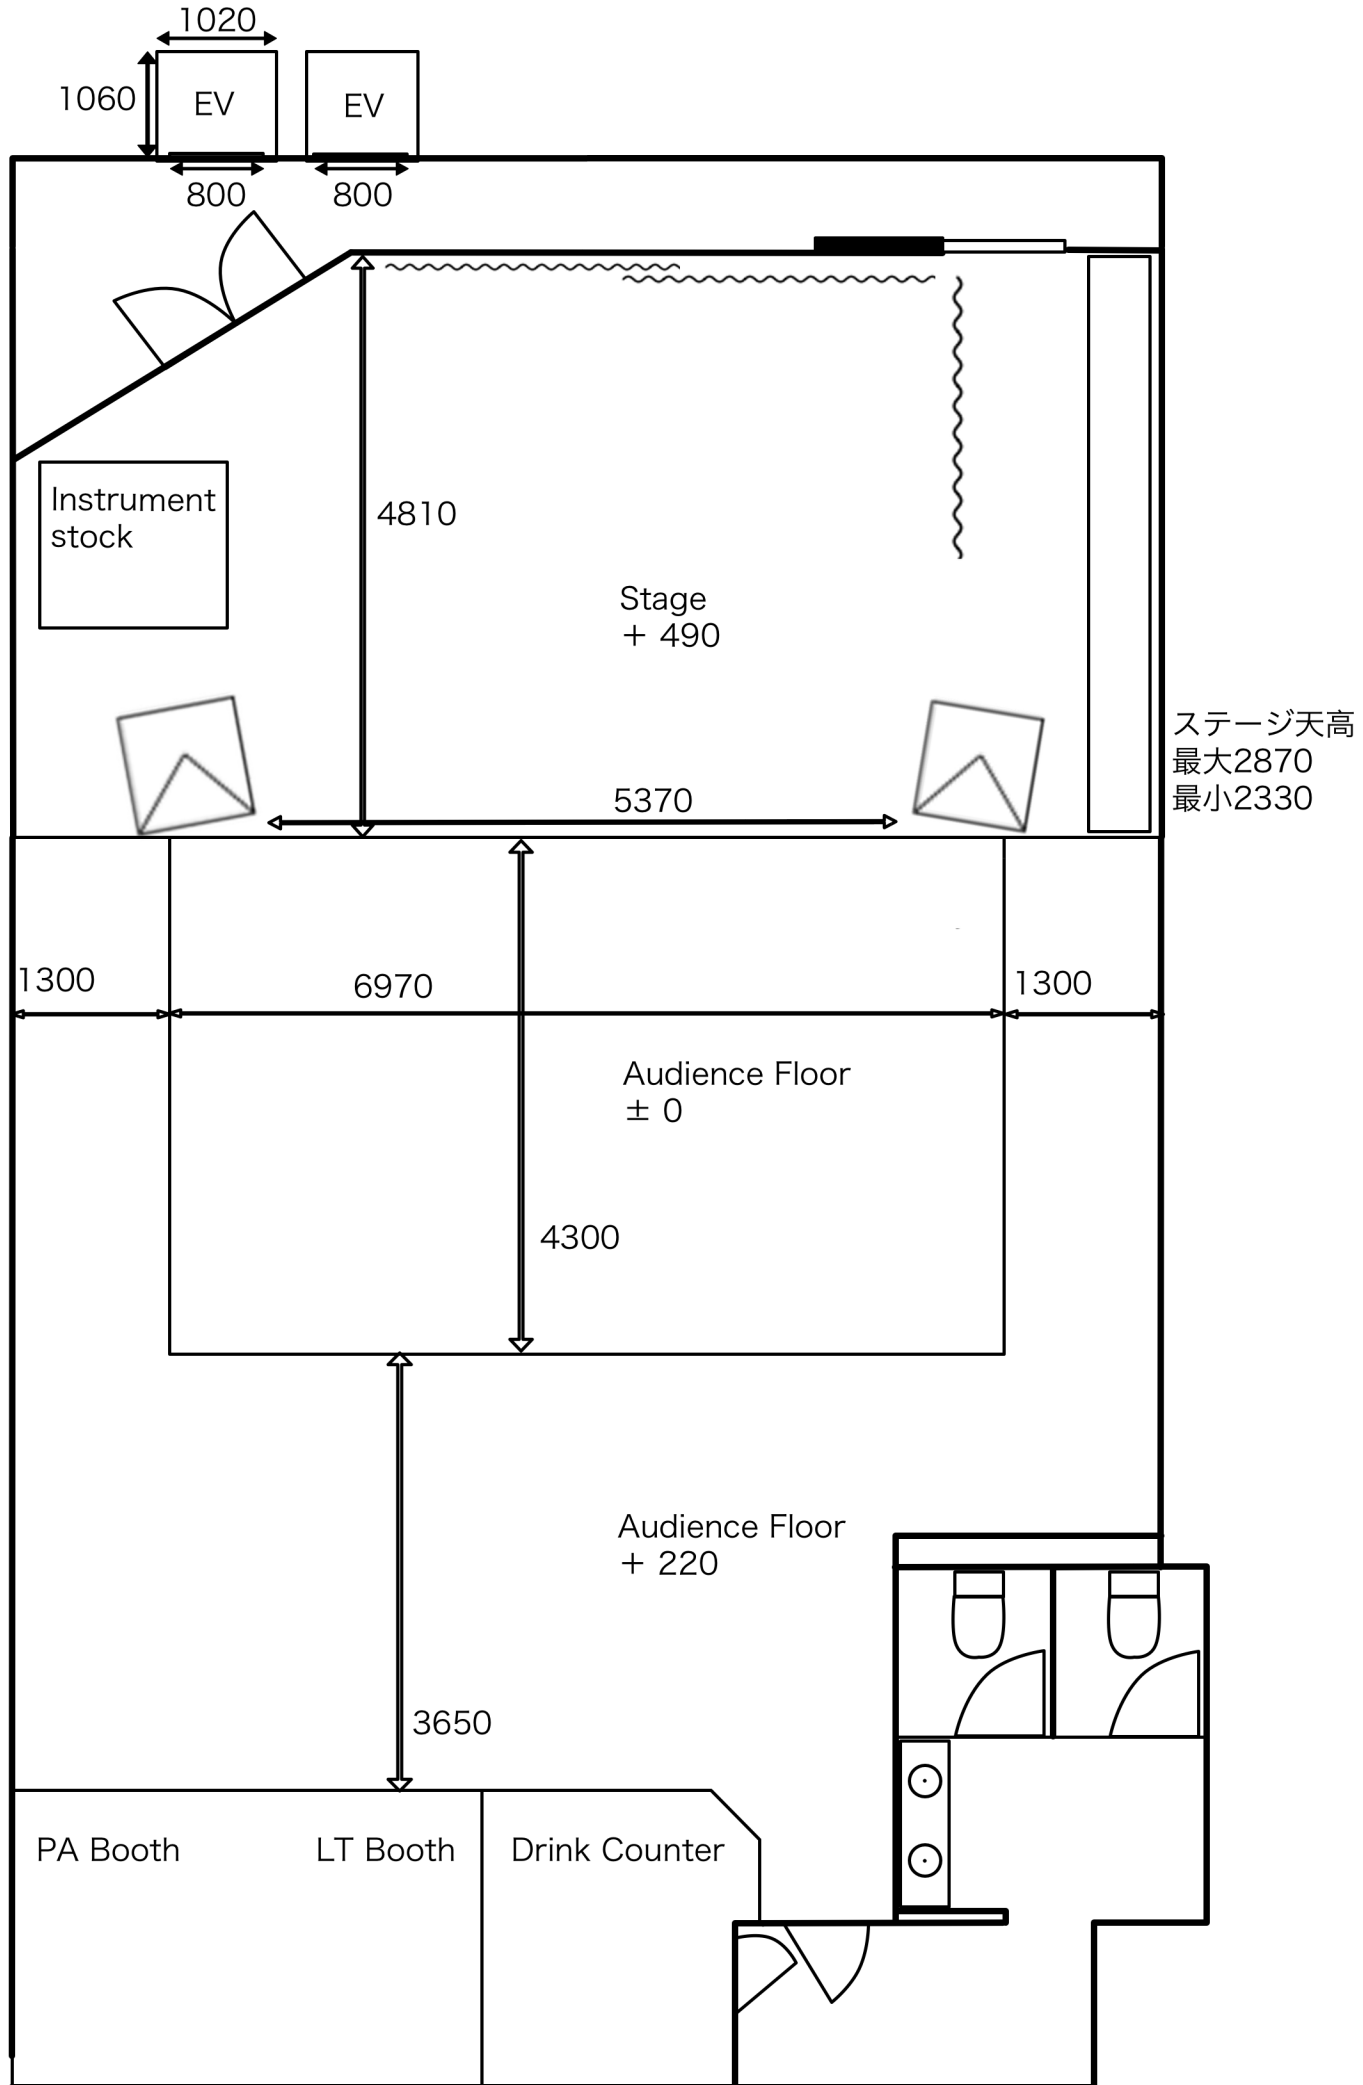 1020
1060
EV
EV
800
800
Instrument
stock
4810
Stage
+ 490
ステージ天高
最大2870
最小2330
5370
1300
6970
1300
Audience Floor
± 0
4300
Audience Floor
+ 220
3650
PA Booth
LT Booth
Drink Counter